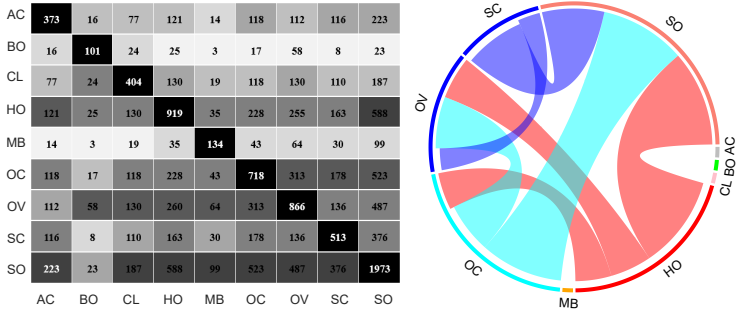 AC 373 16 77 121 14 118 112 116 223
BO 16 101 24 25 3 17 58 8 23
CL 77 24 404 130 19 118 130 110 187
HO 121 25 130 919 35 228 255 163 588
MB 14 3 19 35 134 43 64 30 99
OC 118 17 118 228 43 718 313 178 523
OV 112 58 130 260 64 313 866 136 487
SC 116 8 110 163 30 178 136 513 376
SO 223 23 187 588 99 523 487 376 1973
AC BO CL HO MB OC OV SC SO
SC
SO
OV
AC
BO
CL
OC
HO
MB